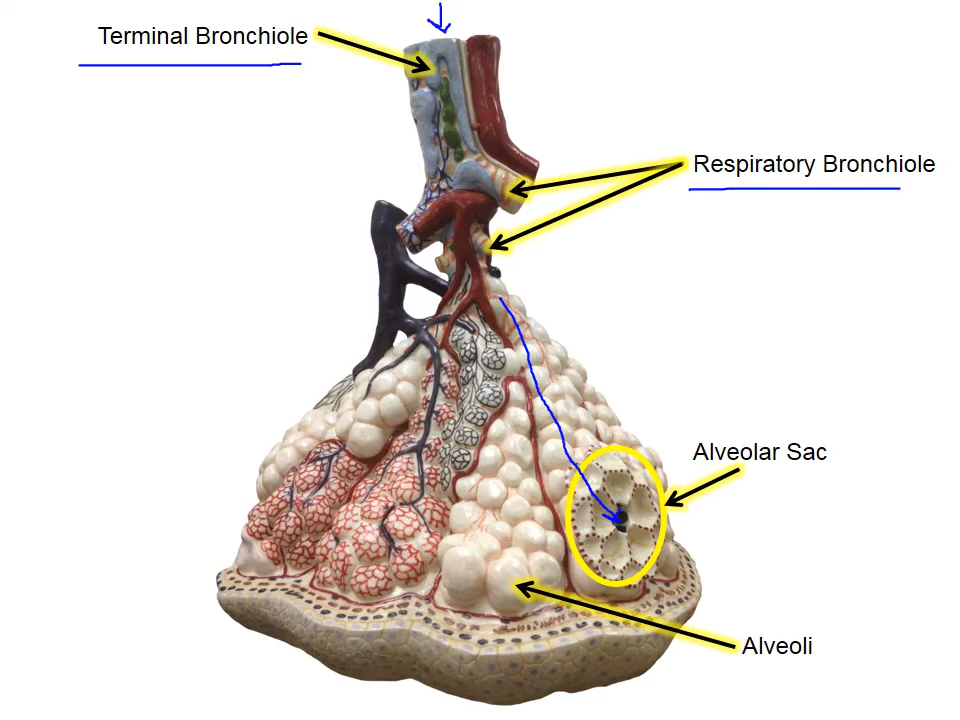 Terminal Bronchiole
Respiratory Bronchiole
Alveolar Sac
Alveoli